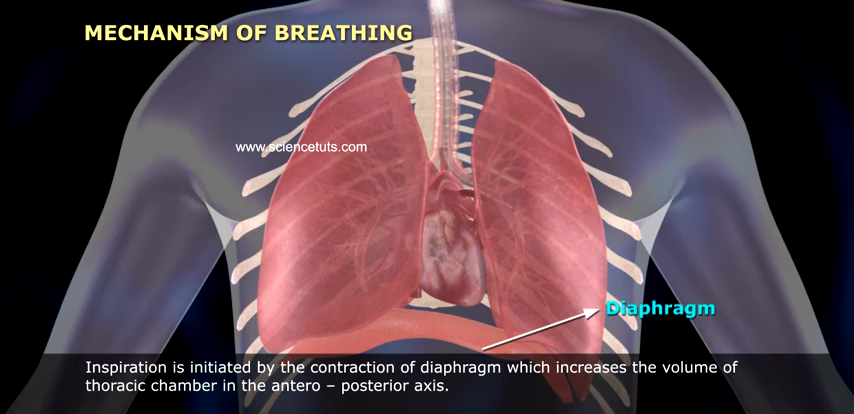 MECHANISM OF BREATHING
www.sciencetuts.com
Diaphragm
Inspiration is initiated by the contraction of diaphragm which increases the volume of
thoracic chamber in the antero – posterior axis.